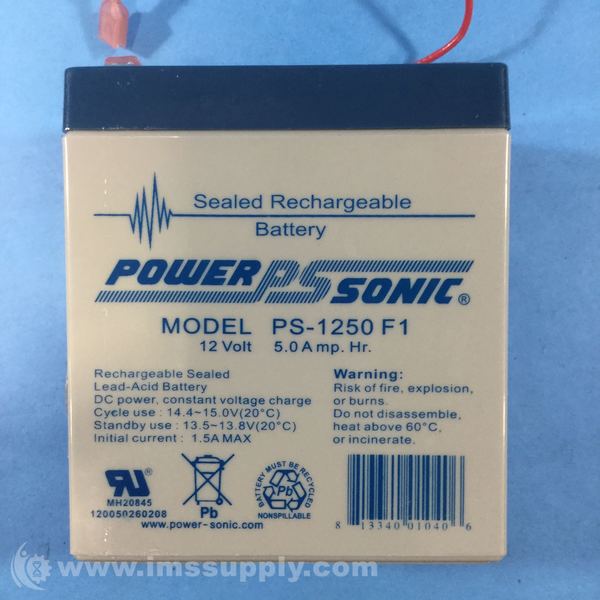 Sealed Rechargeable
Battery
POWER PS SONIC®
MODEL PS-1250 F1
12 Volt 5.0 Amp. Hr.
Rechargeable Sealed
Lead-Acid Battery
DC power, constant voltage charge
Cycle use : 14.4~15.0V(20°C)
Standby use : 13.5~13.8V(20°C)
Initial current : 1.5A MAX
Warning:
Risk of fire, explosion,
or burns.
Do not disassemble,
heat above 60°C,
or incinerate.
MH20845
120050260208
Pb
BATTERY MUST BE RECYCLED
Pb
NONSPILLABLE
www.power-sonic.com
8 13340 01040 6
© www.imssupply.com/